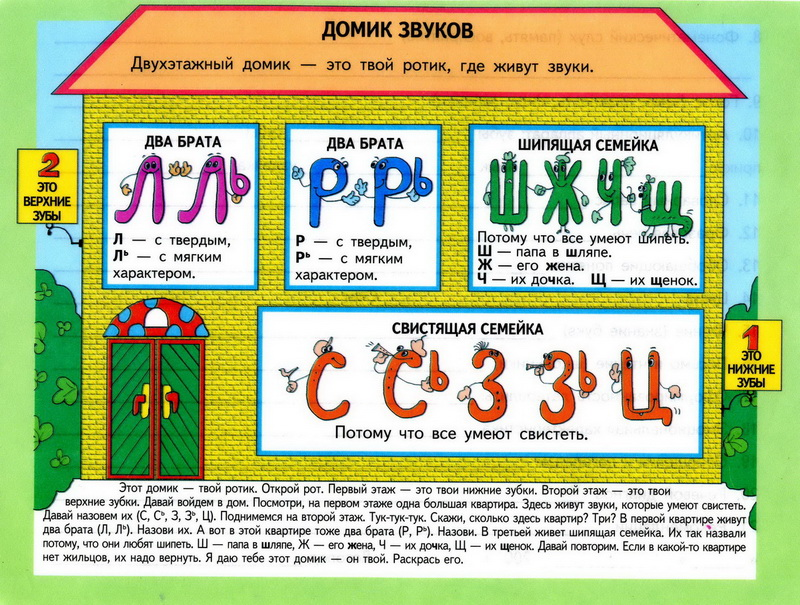 ДОМИК ЗВУКОВ
Двухэтажный домик — это твой ротик, где живут звуки.
2
ЭТО
ВЕРХНИЕ
ЗУБЫ
ДВА БРАТА
Л Ль
Л — с твердым,
Ль — с мягким
характером.
ДВА БРАТА
Р Рь
Р — с твердым,
Рь — с мягким
характером.
ШИПЯЩАЯ СЕМЕЙКА
Ш Ж Ч Щ
Потому что все умеют шипеть.
Ш — папа в шляпе.
Ж — его жена.
Ч — их дочка. Щ — их щенок.
1
ЭТО
НИЖНИЕ
ЗУБЫ
СВИСТЯЩАЯ СЕМЕЙКА
С Сь З Зь Ц
Потому что все умеют свистеть.
Этот домик — твой ротик. Открой рот. Первый этаж — это твои нижние зубки. Второй этаж — это твои
верхние зубки. Давай войдем в дом. Посмотри, на первом этаже одна большая квартира. Здесь живут звуки, которые умеют свистеть.
Давай назовем их (С, Сь, З, Зь, Ц). Поднимемся на второй этаж. Тук-тук-тук. Скажи, сколько здесь квартир? Три? В первой квартире живут
два брата (Л, Ль). Назови их. А вот в этой квартире тоже два брата (Р, Рь). Назови. В третьей живет шипящая семейка. Их так назвали
потому, что они любят шипеть. Ш — папа в шляпе, Ж — его жена, Ч — их дочка, Щ — их щенок. Давай повторим. Если в какой-то квартире
нет жильцов, их надо вернуть. Я даю тебе этот домик — он твой. Раскрась его.